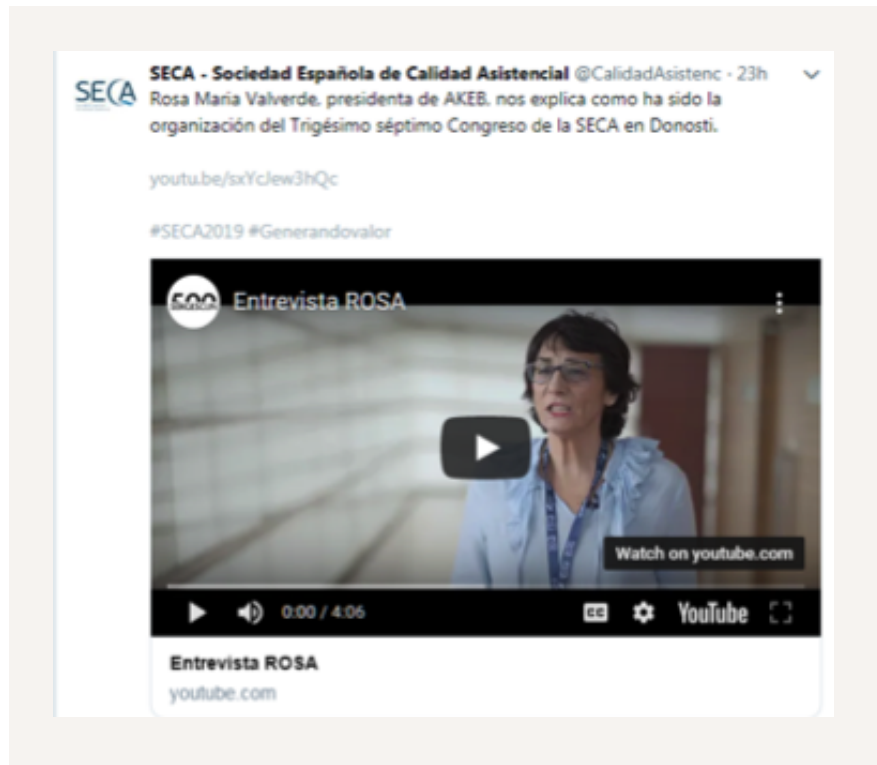 SECA
SECA - Sociedad Española de Calidad Asistencial @CalidadAsistenc · 23h
Rosa Maria Valverde, presidenta de AKEB, nos explica como ha sido la
organización del Trigésimo séptimo Congreso de la SECA en Donosti.
youtu.be/sxYcJew3hQc
#SECA2019 #Generandovalor
Entrevista ROSA
Watch on youtube.com
0:00 / 4:06
CC
YouTube
Entrevista ROSA
youtube.com